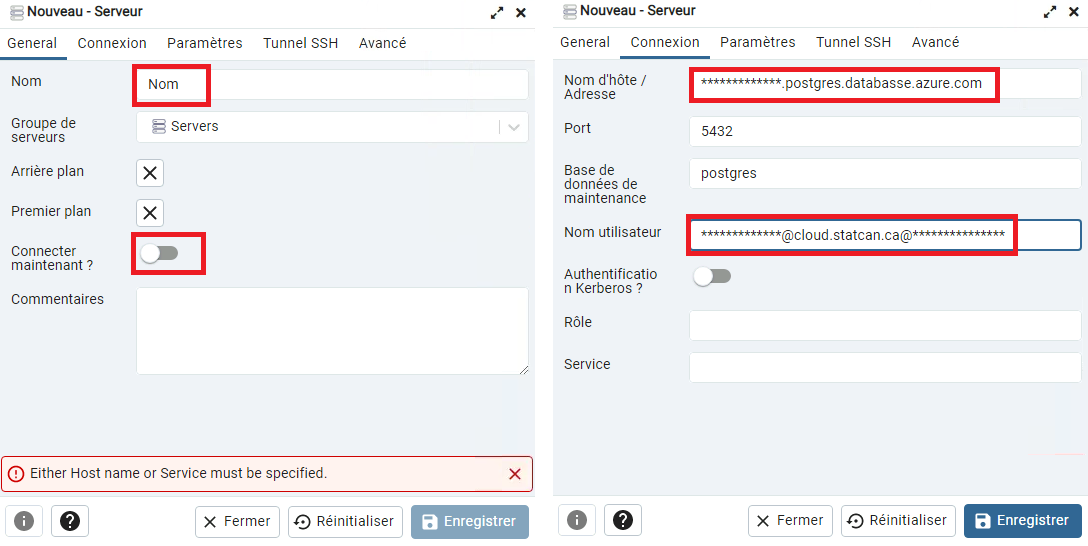 Nouveau - Serveur
General Connexion Paramètres Tunnel SSH Avancé
Nom
Nom
Groupe de
serveurs
Servers
Arrière plan
Premier plan
Connecter
maintenant ?
Commentaires
Either Host name or Service must be specified.
Fermer
Réinitialiser
Enregistrer
Nouveau - Serveur
General Connexion Paramètres Tunnel SSH Avancé
Nom d'hôte /
Adresse
*************.postgres.databasse.azure.com
Port
5432
Base de
données de
maintenance
postgres
Nom utilisateur
*************@cloud.statcan.ca@***************
Authentificatio
n Kerberos ?
Rôle
Service
Fermer
Réinitialiser
Enregistrer